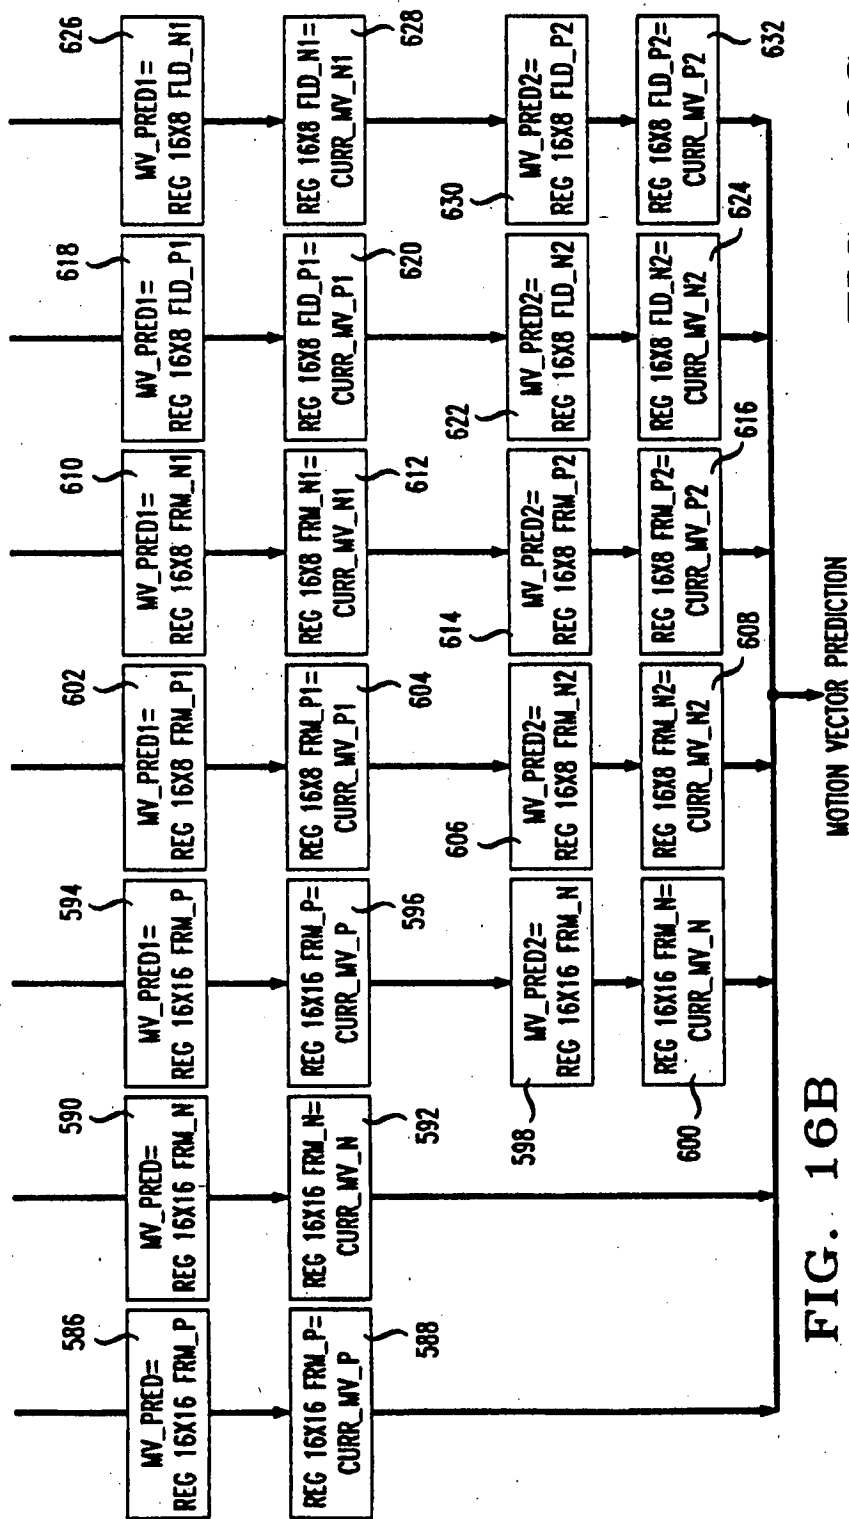 586
MV_PRED=
REG 16X16 FRM_P
REG 16X16 FRM_P=
CURR_MV_P
588
590
MV_PRED=
REG 16X16 FRM_N
REG 16X16 FRM_N=
CURR_MV_N
592
594
MV_PRED1=
REG 16X16 FRM_P
REG 16X16 FRM_P=
CURR_MV_P
596
MV_PRED2=
REG 16X16 FRM_N
598
REG 16X16 FRM_N=
CURR_MV_N
600
602
MV_PRED1=
REG 16X8 FRM_P1
REG 16X8 FRM_P1=
CURR_MV_P1
604
606
MV_PRED2=
REG 16X8 FRM_N2
REG 16X8 FRM_N2=
CURR_MV_N2
608
610
MV_PRED1=
REG 16X8 FRM_N1
REG 16X8 FRM_N1=
CURR_MV_N1
612
614
MV_PRED2=
REG 16X8 FRM_P2
REG 16X8 FRM_P2=
CURR_MV_P2
616
618
MV_PRED1=
REG 16X8 FLD_P1
REG 16X8 FLD_P1=
CURR_MV_P1
620
622
MV_PRED2=
REG 16X8 FLD_N2
REG 16X8 FLD_N2=
CURR_MV_N2
624
626
MV_PRED1=
REG 16X8 FLD_N1
REG 16X8 FLD_N1=
CURR_MV_N1
628
630
MV_PRED2=
REG 16X8 FLD_P2
REG 16X8 FLD_P2=
CURR_MV_P2
632
MOTION VECTOR PREDICTION
FIG. 16B